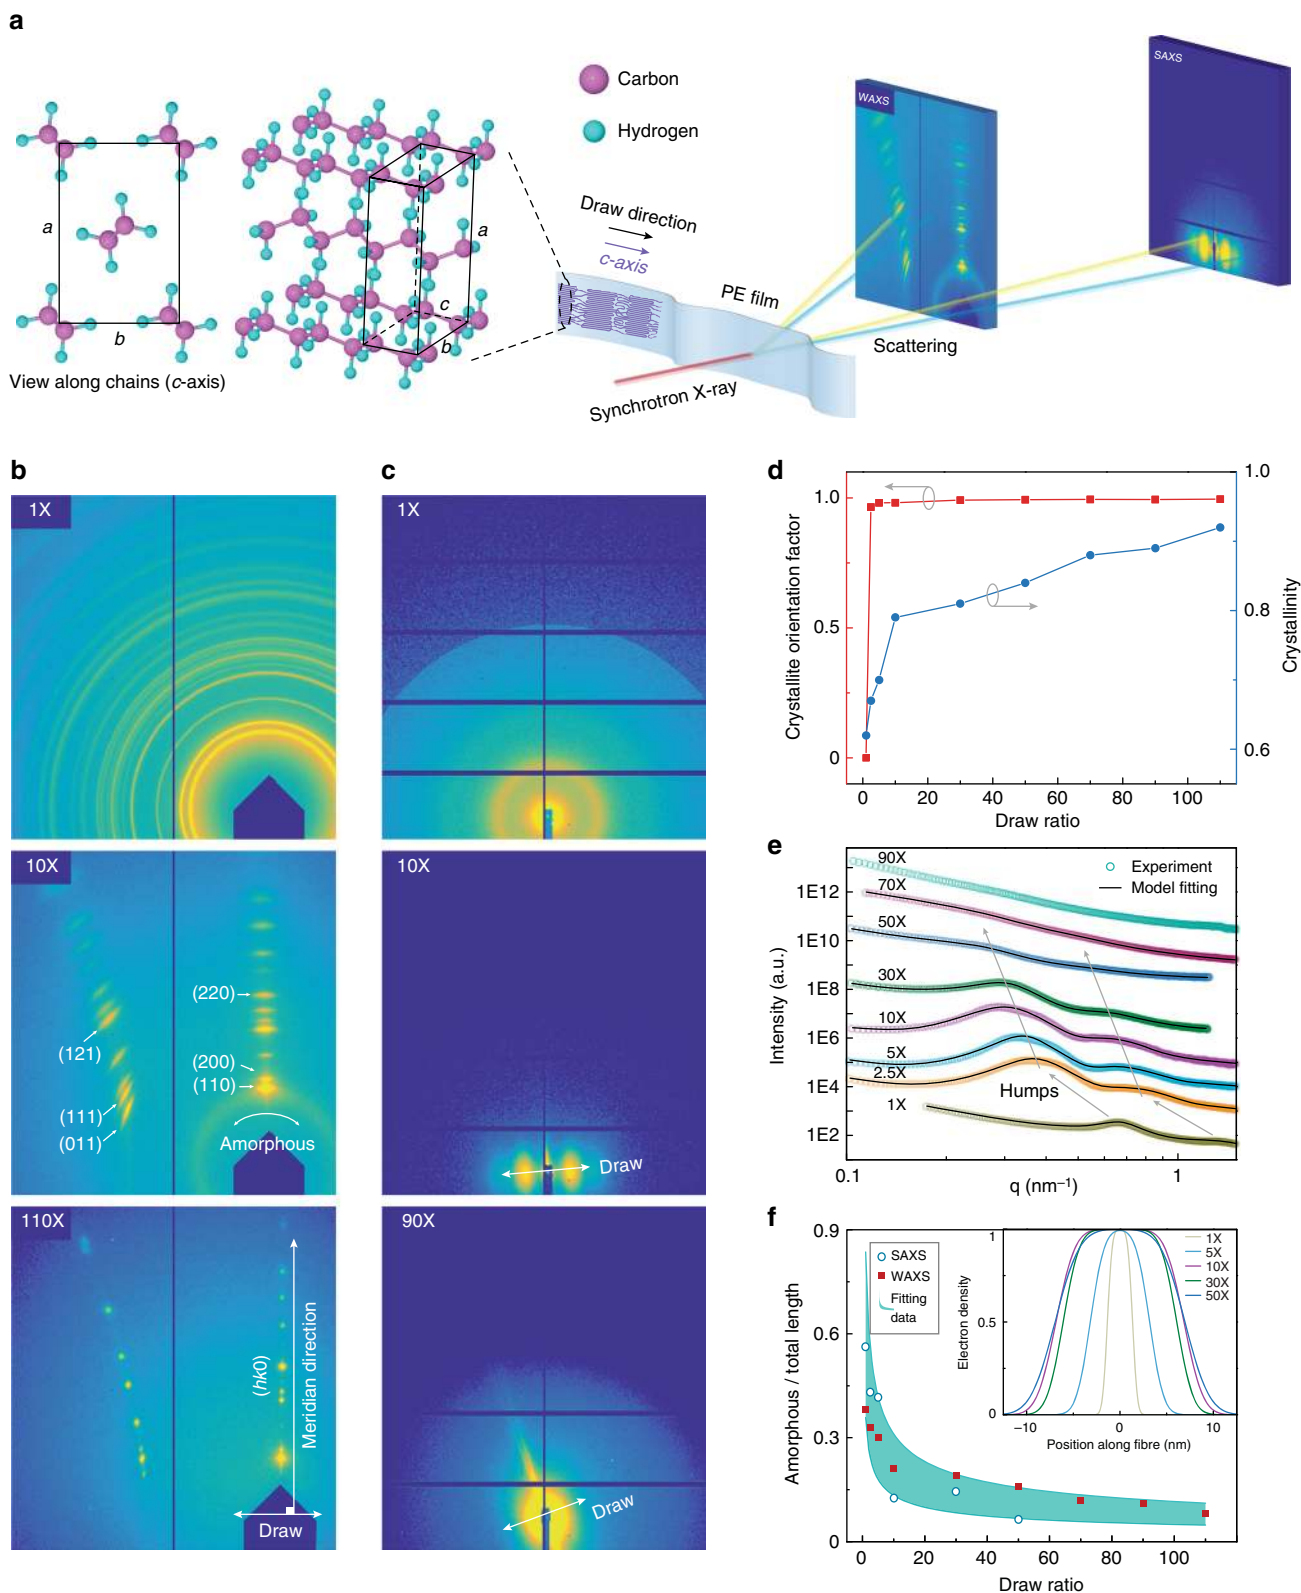 a
Carbon
Hydrogen
a
b
View along chains (c-axis)
a
c
b
Draw direction
c-axis
PE film
Synchrotron X-ray
Scattering
WAXS
SAXS
b
1X
10X
(220)
(121)
(200)
(110)
(111)
(011)
Amorphous
110X
(hk0)
Meridian direction
Draw
c
1X
10X
Draw
90X
Draw
d
Crystallite orientation factor
1.0
0.5
0
1.0
0.8
0.6
Crystallinity
0 20 40 60 80 100
Draw ratio
e
Intensity (a.u.)
1E12
1E10
1E8
1E6
1E4
1E2
90X
70X
50X
30X
10X
5X
2.5X
1X
Experiment
Model fitting
Humps
0.1 1
q (nm⁻¹)
f
Amorphous / total length
0.9
0.6
0.3
0
SAXS
WAXS
Fitting
data
Electron density
1
0.5
0
1X
5X
10X
30X
50X
−10 0 10
Position along fibre (nm)
0 20 40 60 80 100
Draw ratio